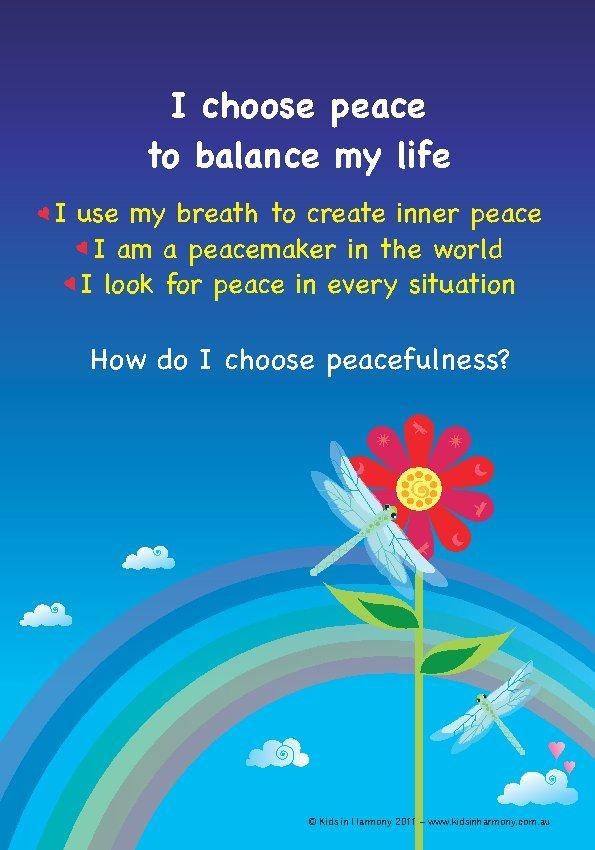 I choose peace
to balance my life
I use my breath to create inner peace
I am a peacemaker in the world
I look for peace in every situation
How do I choose peacefulness?
© Kids in Harmony 2011 – www.kidsinharmony.com.au